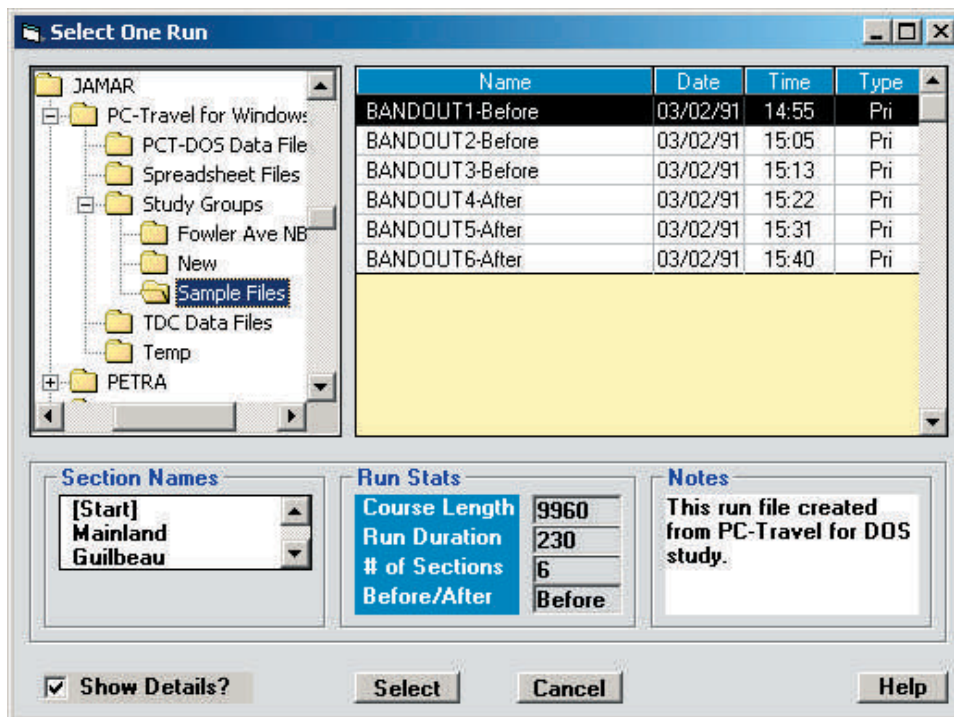 Select One Run
JAMAR
PC-Travel for Windows
PCT-DOS Data File
Spreadsheet Files
Study Groups
Fowler Ave NB
New
Sample Files
TDC Data Files
Temp
PETRA
Name Date Time Type
BANDOUT1-Before 03/02/91 14:55 Pri
BANDOUT2-Before 03/02/91 15:05 Pri
BANDOUT3-Before 03/02/91 15:13 Pri
BANDOUT4-After 03/02/91 15:22 Pri
BANDOUT5-After 03/02/91 15:31 Pri
BANDOUT6-After 03/02/91 15:40 Pri
Section Names
[Start]
Mainland
Guilbeau
Run Stats
Course Length 9960
Run Duration 230
# of Sections 6
Before/After Before
Notes
This run file created
from PC-Travel for DOS
study.
Show Details?
Select
Cancel
Help